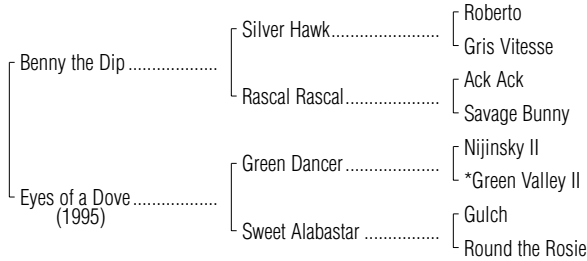 Roberto
Silver Hawk.......................
Gris Vitesse
Benny the Dip ..................
Ack Ack
Rascal Rascal....................
Savage Bunny
Nijinsky II
Green Dancer....................
*Green Valley II
Eyes of a Dove.................
(1995)
Gulch
Sweet Alabastar ................
Round the Rosie